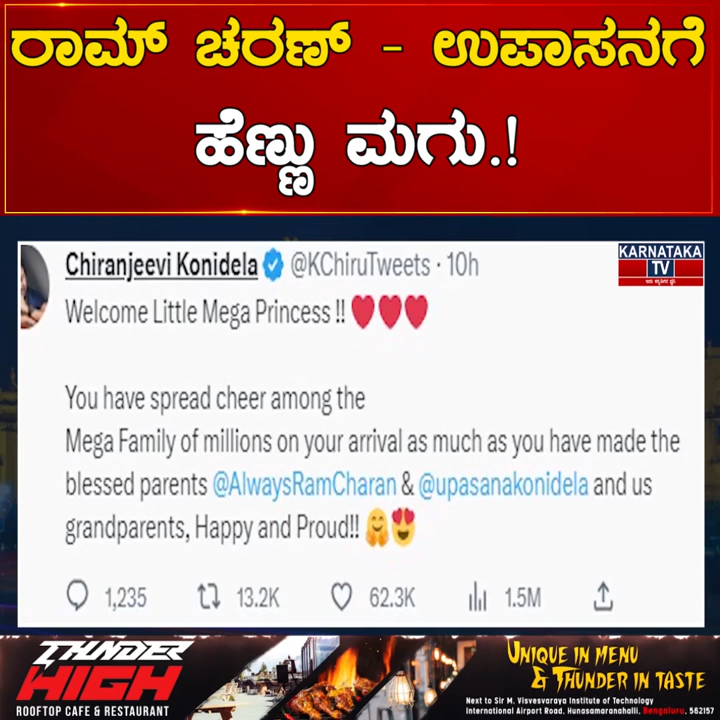 ರಾಮ್ ಚರಣ್ - ಉಪಾಸನಗೆ
ಹೆಣ್ಣು ಮಗು.!
KARNATAKA
TV
Chiranjeevi Konidela @KChiruTweets · 10h
Welcome Little Mega Princess !! ❤️❤️❤️
You have spread cheer among the
Mega Family of millions on your arrival as much as you have made the
blessed parents @AlwaysRamCharan & @upasanakonidela and us
grandparents, Happy and Proud!! 🤗😍
1,235 13.2K 62.3K 1.5M
THUNDER
HIGH
ROOFTOP CAFE & RESTAURANT
UNIQUE IN MENU
& THUNDER IN TASTE
Next to Sir M. Visvesvaraya Institute of Technology
International Airport Road, Hunasamaranahalli, Bengaluru, 562157